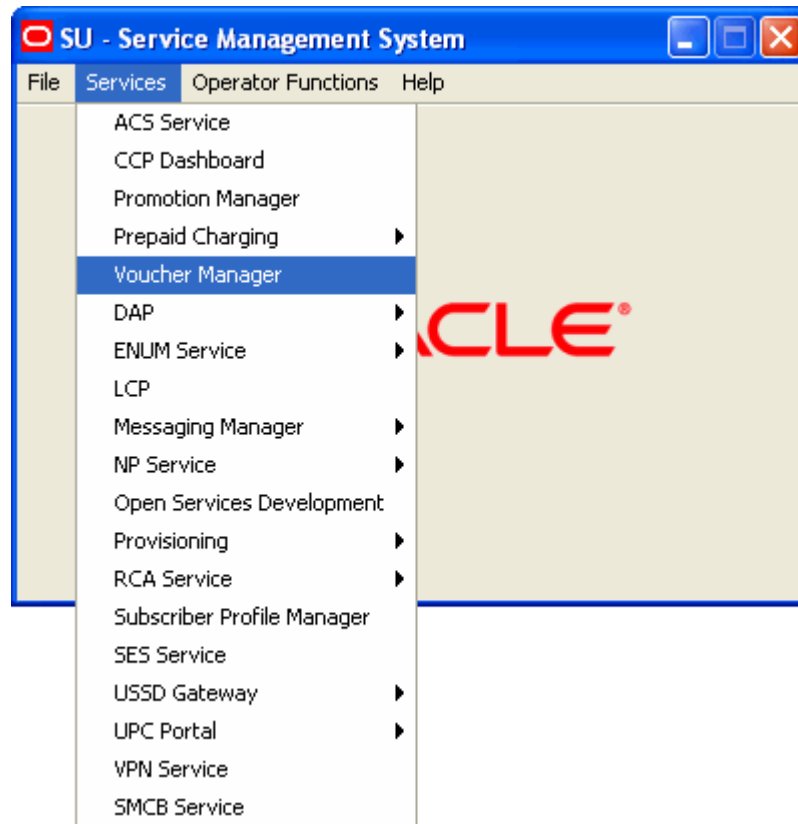 SU - Service Management System
File Services Operator Functions Help
ACS Service
CCP Dashboard
Promotion Manager
Prepaid Charging
Voucher Manager
DAP
ENUM Service
CLE®
LCP
Messaging Manager
NP Service
Open Services Development
Provisioning
RCA Service
Subscriber Profile Manager
SES Service
USSD Gateway
UPC Portal
VPN Service
SMCB Service